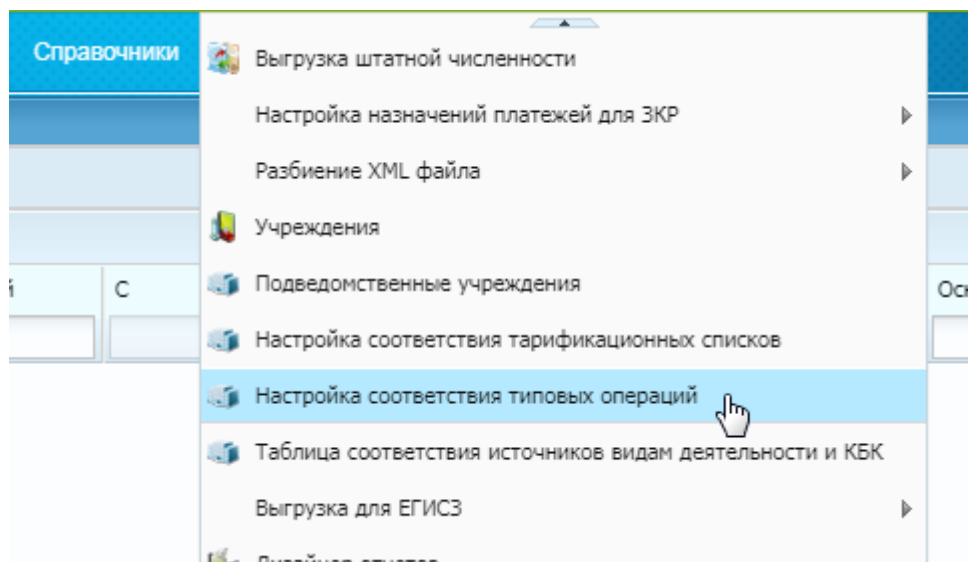 Справочники
Выгрузка штатной численности
Настройка назначений платежей для ЗКР
Разбиение XML файла
Учреждения
й
С
Подведомственные учреждения
Настройка соответствия тарификационных списков
Настройка соответствия типовых операций
Таблица соответствия источников видам деятельности и КБК
Выгрузка для ЕГИСЗ